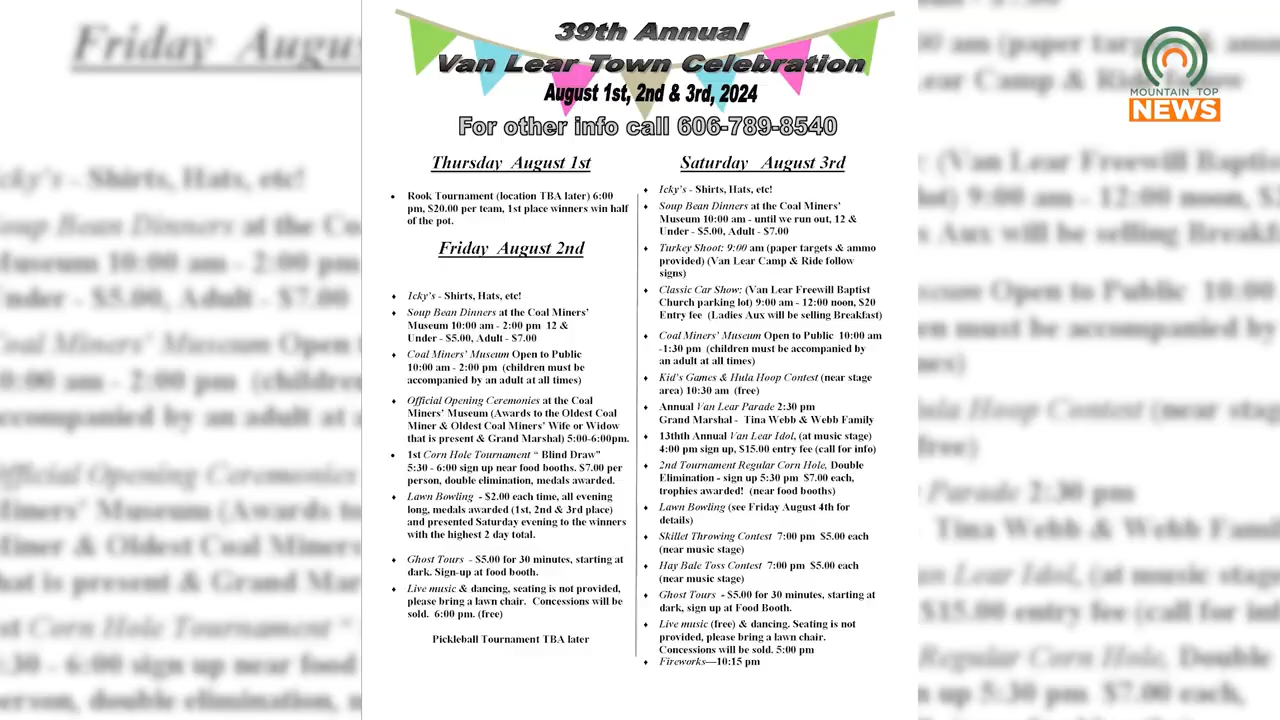 39th Annual
Van Lear Town Celebration
August 1st, 2nd & 3rd, 2024
For other info call 606-789-8540
MOUNTAIN TOP
NEWS
Thursday August 1st
• Rook Tournament (location TBA later) 6:00
pm, $20.00 per team, 1st place winners win half
of the pot.
Friday August 2nd
♦ Icky's - Shirts, Hats, etc!
♦ Soup Bean Dinners at the Coal Miners'
Museum 10:00 am - 2:00 pm 12 &
Under - $5.00, Adult - $7.00
♦ Coal Miners' Museum Open to Public
10:00 am - 2:00 pm (children must be
accompanied by an adult at all times)
♦ Official Opening Ceremonies at the Coal
Miners' Museum (Awards to the Oldest Coal
Miner & Oldest Coal Miners' Wife or Widow
that is present & Grand Marshal) 5:00-6:00pm.
• 1st Corn Hole Tournament “ Blind Draw”
5:30 - 6:00 sign up near food booths. $7.00 per
person, double elimination, medals awarded.
♦ Lawn Bowling - $2.00 each time, all evening
long, medals awarded (1st, 2nd & 3rd place)
and presented Saturday evening to the winners
with the highest 2 day total.
♦ Ghost Tours - $5.00 for 30 minutes, starting at
dark. Sign-up at food booth.
♦ Live music & dancing, seating is not provided,
please bring a lawn chair. Concessions will be
sold. 6:00 pm. (free)
Pickleball Tournament TBA later
Saturday August 3rd
♦ Icky's - Shirts, Hats, etc!
♦ Soup Bean Dinners at the Coal Miners'
Museum 10:00 am - until we run out, 12 &
Under - $5.00, Adult - $7.00
♦ Turkey Shoot: 9:00 am (paper targets & ammo
provided) (Van Lear Camp & Ride follow
signs)
♦ Classic Car Show: (Van Lear Freewill Baptist
Church parking lot) 9:00 am - 12:00 noon, $20
Entry fee (Ladies Aux will be selling Breakfast)
♦ Coal Miners' Museum Open to Public 10:00 am
-1:30 pm (children must be accompanied by
an adult at all times)
♦ Kid's Games & Hula Hoop Contest (near stage
area) 10:30 am (free)
♦ Annual Van Lear Parade 2:30 pm
Grand Marshal - Tina Webb & Webb Family
♦ 13thth Annual Van Lear Idol, (at music stage)
4:00 pm sign up, $15.00 entry fee (call for info)
♦ 2nd Tournament Regular Corn Hole, Double
Elimination - sign up 5:30 pm $7.00 each,
trophies awarded! (near food booths)
♦ Lawn Bowling (see Friday August 4th for
details)
♦ Skillet Throwing Contest 7:00 pm $5.00 each
(near music stage)
♦ Hay Bale Toss Contest 7:00 pm $5.00 each
(near music stage)
♦ Ghost Tours - $5.00 for 30 minutes, starting at
dark, sign up at Food Booth.
♦ Live music (free) & dancing. Seating is not
provided, please bring a lawn chair.
Concessions will be sold. 5:00 pm
♦ Fireworks—10:15 pm